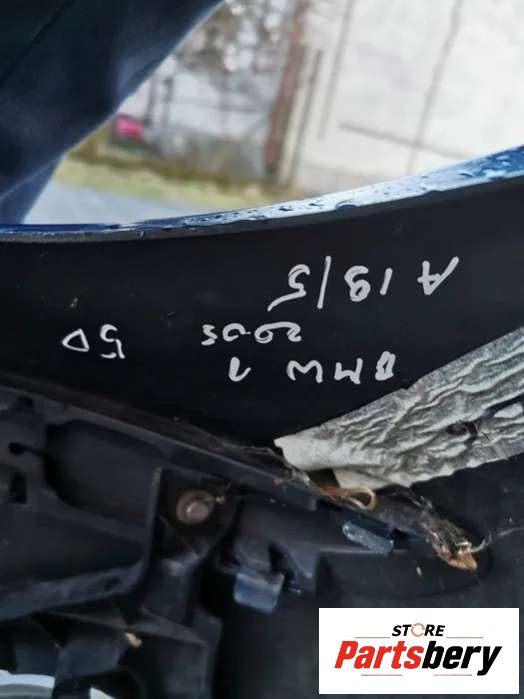 BMW 1
2005 5D
A 18/5
STORE
Partsbery